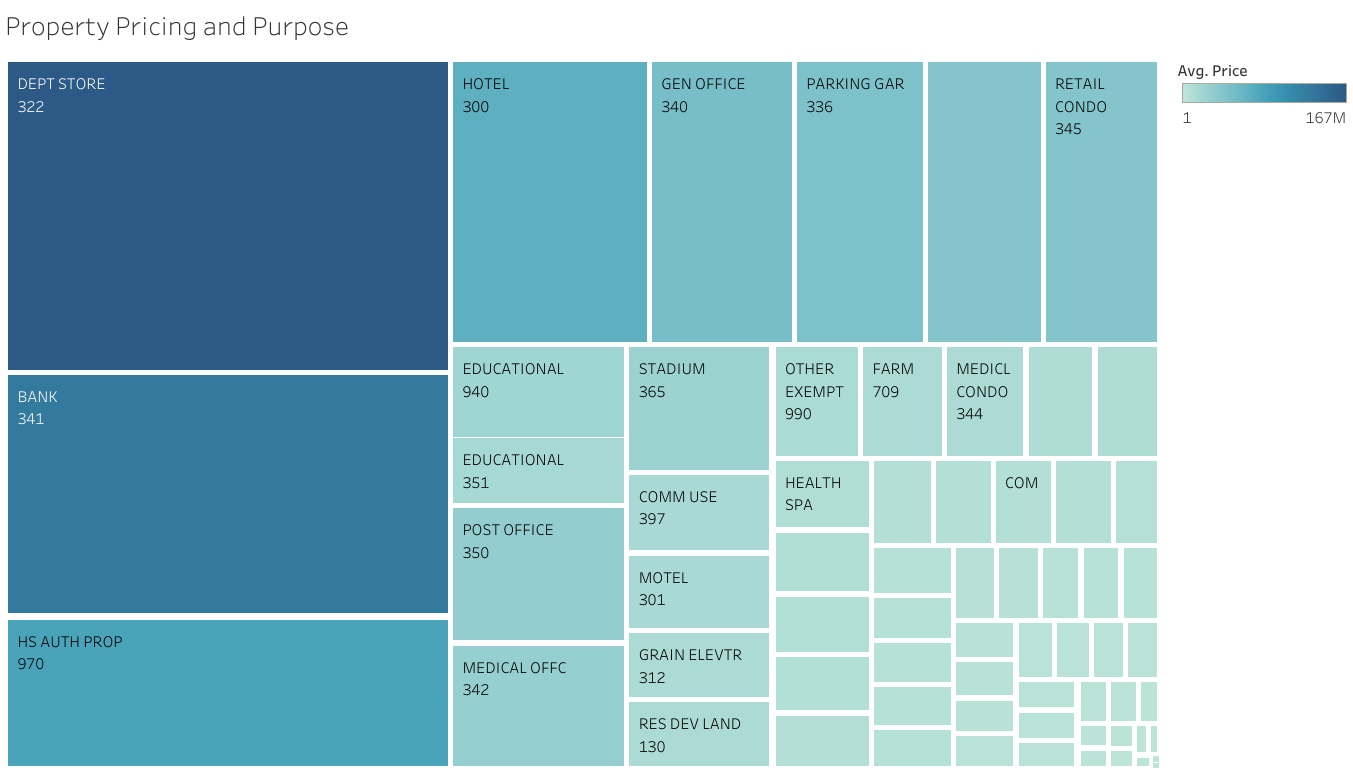 Property Pricing and Purpose
DEPT STORE
322
HOTEL
300
GEN OFFICE
340
PARKING GAR
336
RETAIL
CONDO
345
Avg. Price
1
167M
BANK
341
EDUCATIONAL
940
STADIUM
365
OTHER
EXEMPT
990
FARM
709
MEDICL
CONDO
344
EDUCATIONAL
351
COMM USE
397
HEALTH
SPA
COM
POST OFFICE
350
MOTEL
301
HS AUTH PROP
970
MEDICAL OFFC
342
GRAIN ELEVTR
312
RES DEV LAND
130